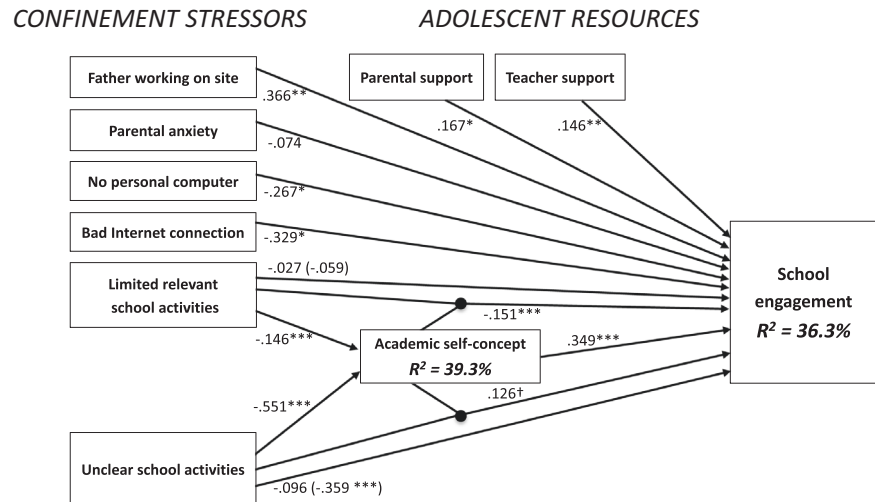 CONFINEMENT STRESSORS
ADOLESCENT RESOURCES
Father working on site
Parental support
Teacher support
.366**
.167*
.146**
Parental anxiety
-.074
No personal computer
-.267*
Bad Internet connection
-.329*
-.027 (-.059)
Limited relevant
school activities
School
engagement
R² = 36.3%
-.151***
-.146***
Academic self-concept
R² = 39.3%
.349***
.126†
-.551***
Unclear school activities
-.096 (-.359 ***)